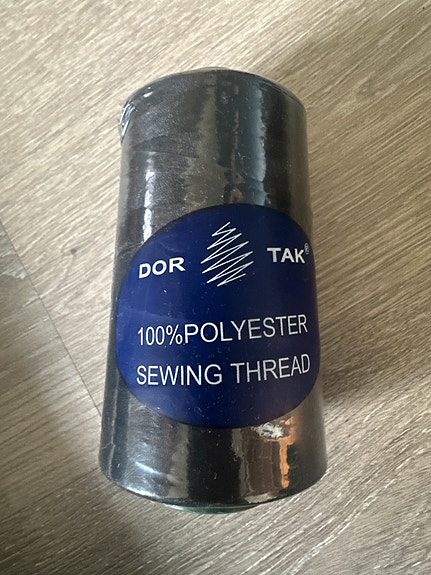 DOR TAK®
100%POLYESTER
SEWING THREAD